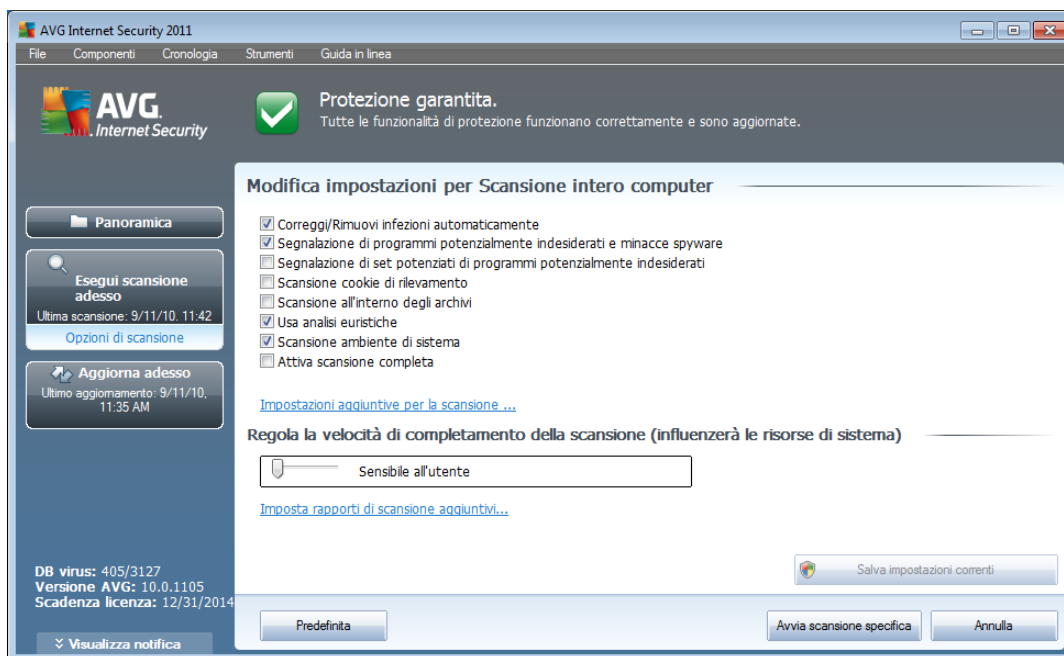 AVG Internet Security 2011
File Componenti Cronologia Strumenti Guida in linea
AVG.
Internet Security
Protezione garantita.
Tutte le funzionalità di protezione funzionano correttamente e sono aggiornate.
Panoramica
Esegui scansione
adesso
Ultima scansione: 9/11/10. 11:42
Opzioni di scansione
Aggiorna adesso
Ultimo aggiornamento: 9/11/10,
11:35 AM
DB virus: 405/3127
Versione AVG: 10.0.1105
Scadenza licenza: 12/31/2014
Visualizza notifica
Modifica impostazioni per Scansione intero computer
Correggi/Rimuovi infezioni automaticamente
Segnalazione di programmi potenzialmente indesiderati e minacce spyware
Segnalazione di set potenziati di programmi potenzialmente indesiderati
Scansione cookie di rilevamento
Scansione all'interno degli archivi
Usa analisi euristiche
Scansione ambiente di sistema
Attiva scansione completa
Impostazioni aggiuntive per la scansione ...
Regola la velocità di completamento della scansione (influenzerà le risorse di sistema)
Sensibile all'utente
Imposta rapporti di scansione aggiuntivi...
Salva impostazioni correnti
Predefinita
Avvia scansione specifica
Annulla